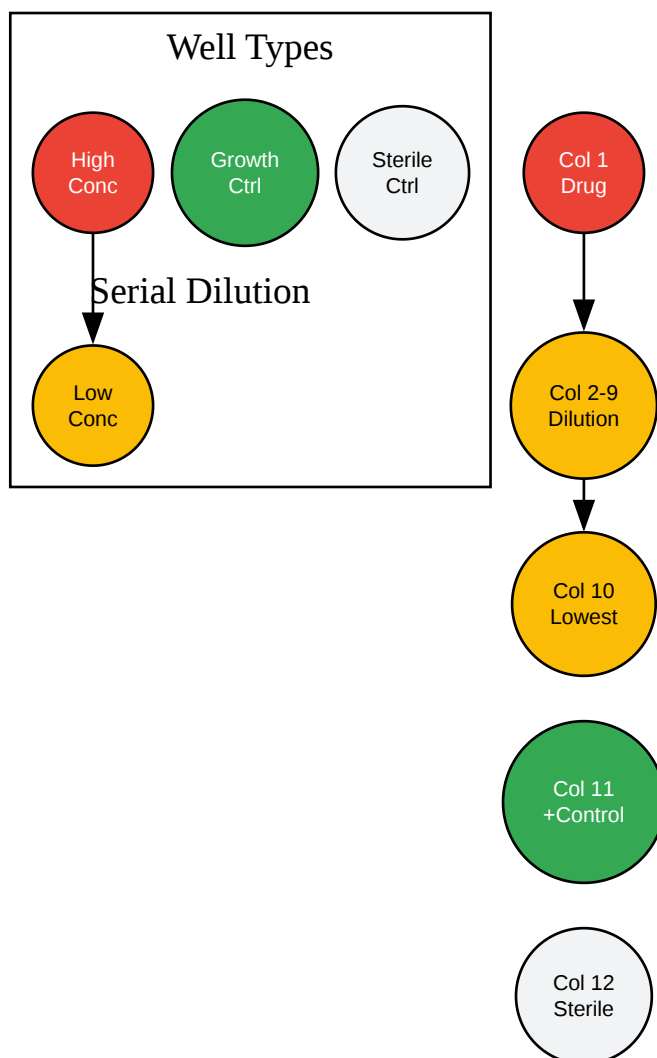 Well Types
High
Conc
Growth
Ctrl
Sterile
Ctrl
Serial Dilution
Low
Conc
Col 1
Drug
Col 2-9
Dilution
Col 10
Lowest
Col 11
+Control
Col 12
Sterile